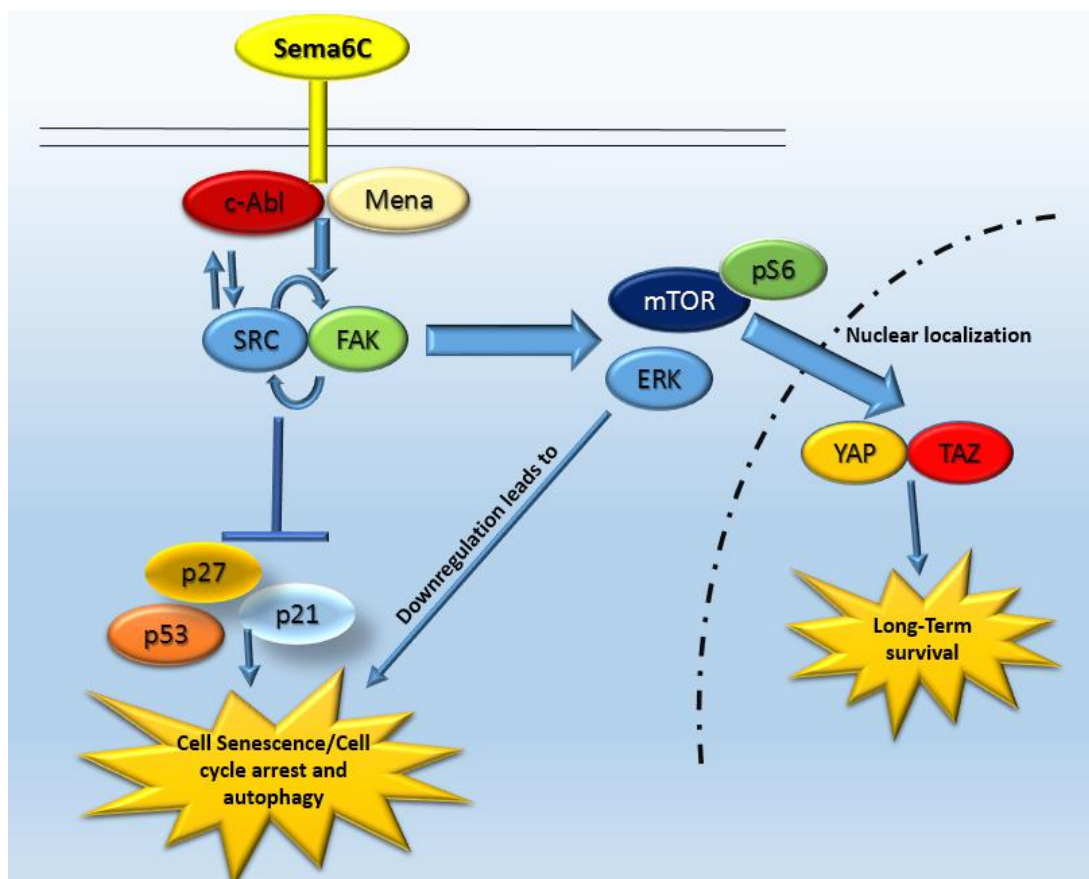 Sema6C
c-Abl
Mena
pS6
mTOR
Nuclear localization
SRC
FAK
ERK
YAP
TAZ
Downregulation leads to
p27
p21
p53
Long-Term
survival
Cell Senescence/Cell
cycle arrest and
autophagy